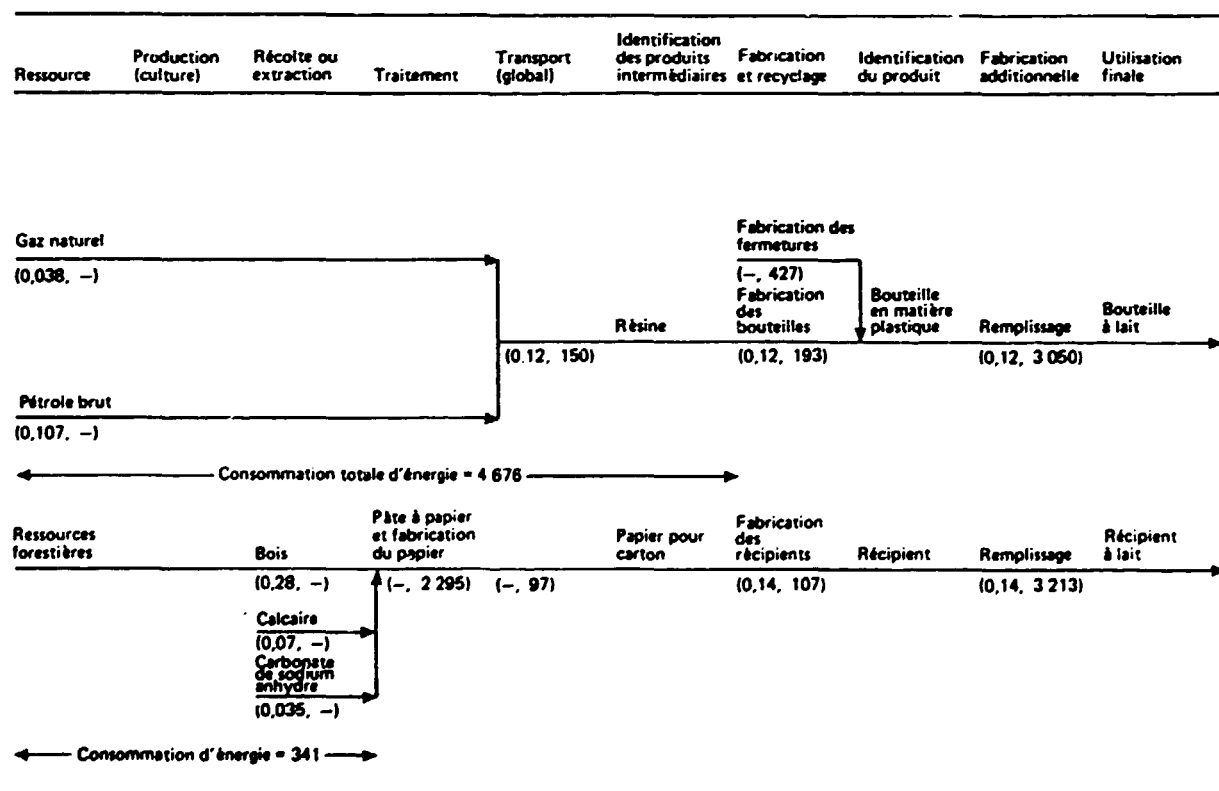 Ressource
Production
(culture)
Récolte ou
extraction
Traitement
Transport
(global)
Identification
des produits
intermédiaires
Fabrication
et recyclage
Identification
du produit
Fabrication
additionnelle
Utilisation
finale
Gaz naturel
(0,038, —)
Fabrication des
fermetures
(—, 427)
Fabrication
des
bouteilles
Résine
Bouteille
en matière
plastique
Remplissage
Bouteille
à lait
(0.12, 150)
(0,12, 193)
(0,12, 3 050)
Pétrole brut
(0,107, —)
Consommation totale d'énergie = 4 676
Ressources
forestières
Bois
Pâte à papier
et fabrication
du papier
Papier pour
carton
Fabrication
des
récipients
Récipient
Remplissage
Récipient
à lait
(0,28, —)
(—, 2 295)
(—, 97)
(0,14, 107)
(0,14, 3 213)
Calcaire
(0,07, —)
Carbonate
de sodium
anhydre
(0,035, —)
Consommation d'énergie = 341